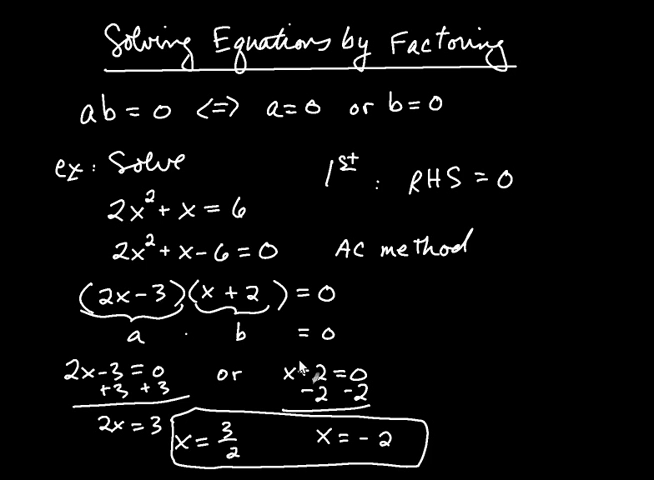 Solving Equations by Factoring
ab = 0 <=> a=0 or b=0
ex: Solve
1st: RHS = 0
2x² + x = 6
2x² + x - 6 = 0 AC method
(2x - 3)(x + 2) = 0
a · b = 0
2x - 3 = 0 or x + 2 = 0
+3 +3 -2 -2
2x = 3 x = 3/2 x = -2